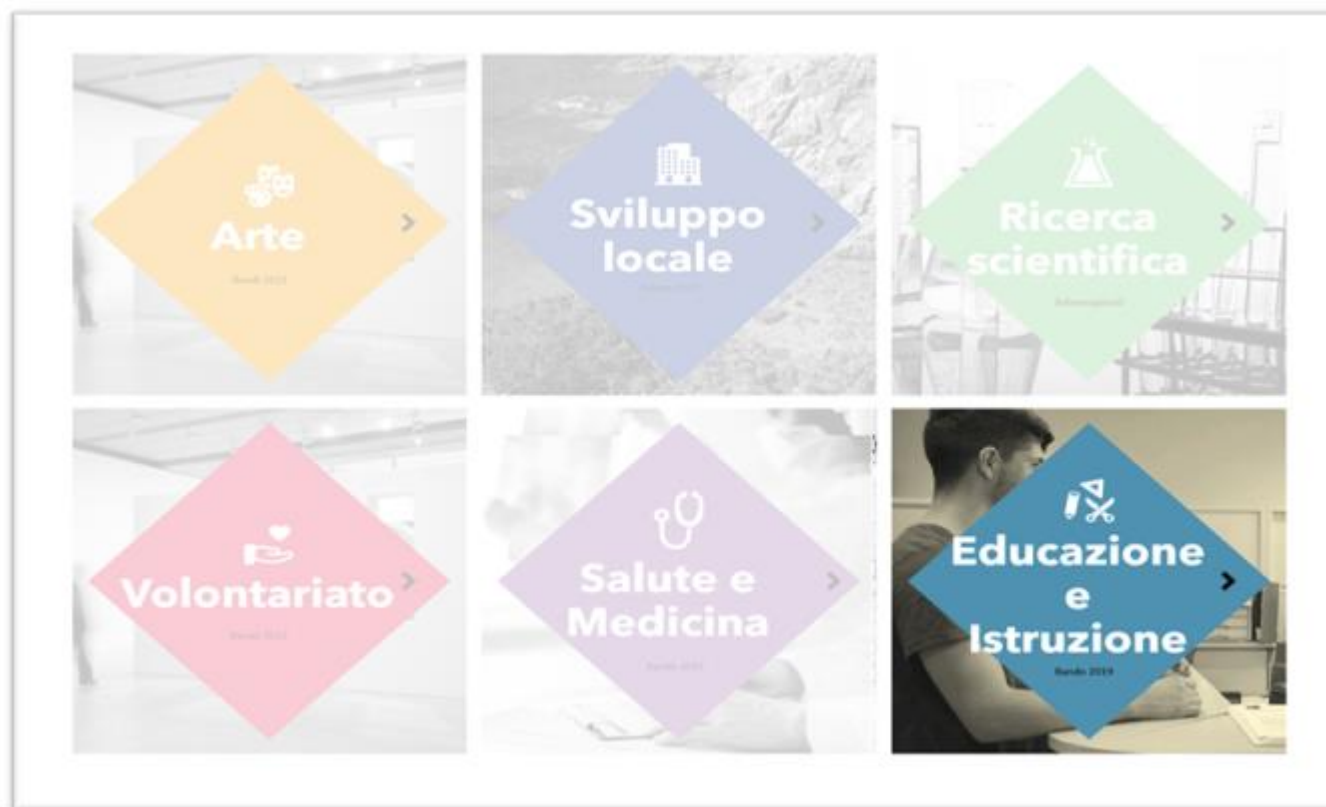 Arte
Sviluppo
locale
Ricerca
scientifica
Volontariato
Salute e
Medicina
Educazione
e
Istruzione
Bando 2019